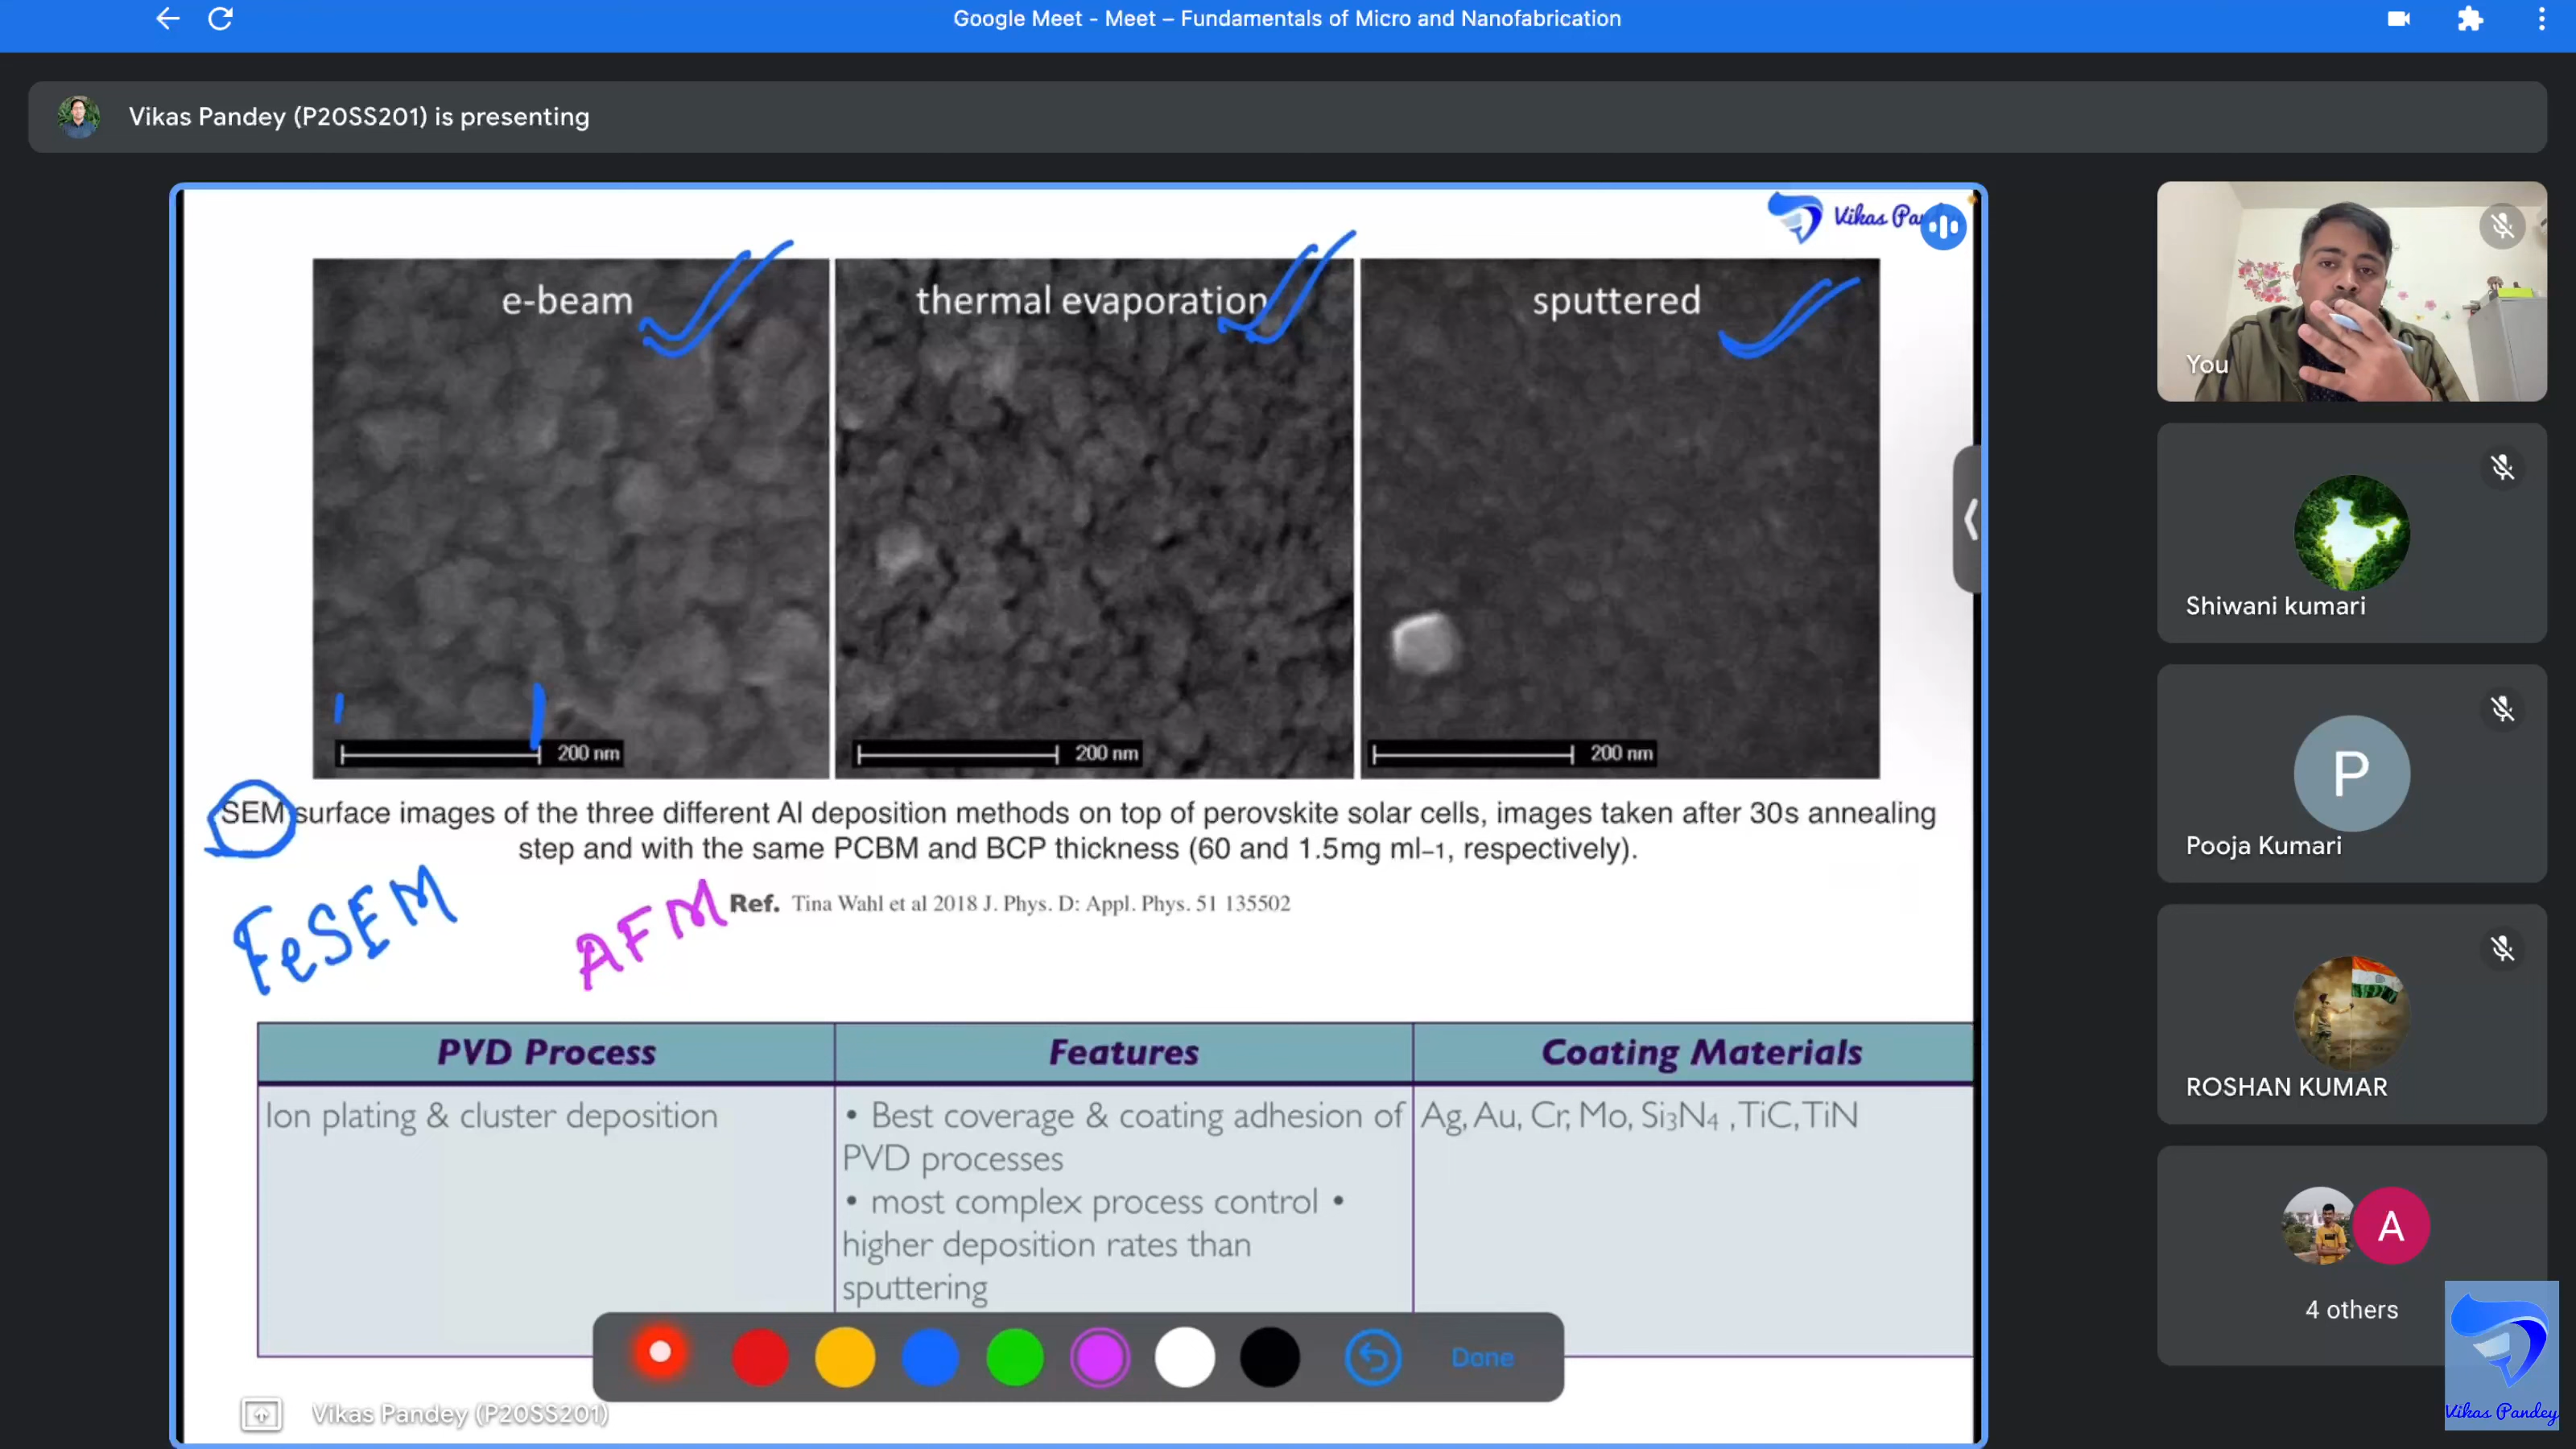 Google Meet - Meet – Fundamentals of Micro and Nanofabrication
Vikas Pandey (P20SS201) is presenting
Vikas Pa
e-beam
thermal evaporation
sputtered
200 nm
200 nm
200 nm
SEM surface images of the three different Al deposition methods on top of perovskite solar cells, images taken after 30s annealing
step and with the same PCBM and BCP thickness (60 and 1.5mg ml−1, respectively).
FeSEM
AFM
Ref. Tina Wahl et al 2018 J. Phys. D: Appl. Phys. 51 135502
PVD Process Features Coating Materials
Ion plating & cluster deposition
• Best coverage & coating adhesion of
PVD processes
• most complex process control •
higher deposition rates than
sputtering
Ag, Au, Cr, Mo, Si₃N₄ ,TiC,TiN
Done
Vikas Pandey (P20SS201)
You
Shiwani kumari
P
Pooja Kumari
ROSHAN KUMAR
A
4 others
Vikas Pandey